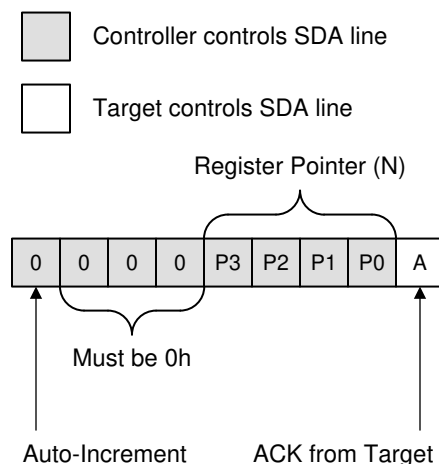 Controller controls SDA line
Target controls SDA line
Register Pointer (N)
0 0 0 0 P3 P2 P1 P0 A
Must be 0h
Auto-Increment ACK from Target